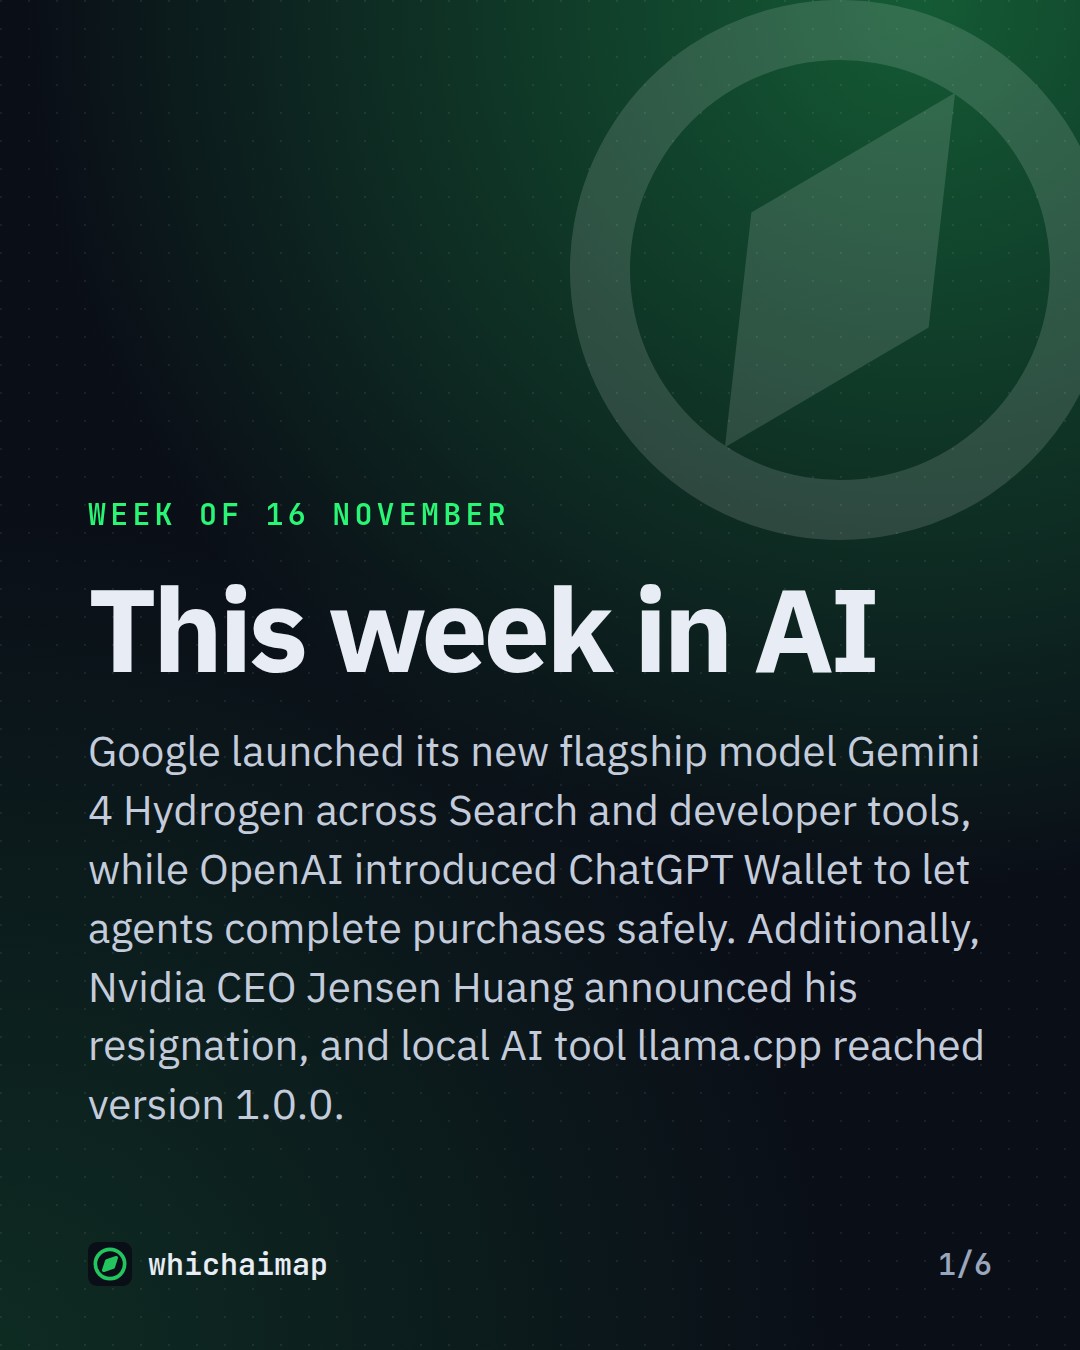 WEEK OF 16 NOVEMBER
This week in AI
Google launched its new flagship model Gemini
4 Hydrogen across Search and developer tools,
while OpenAI introduced ChatGPT Wallet to let
agents complete purchases safely. Additionally,
Nvidia CEO Jensen Huang announced his
resignation, and local AI tool llama.cpp reached
version 1.0.0.
whichaimap
1/6